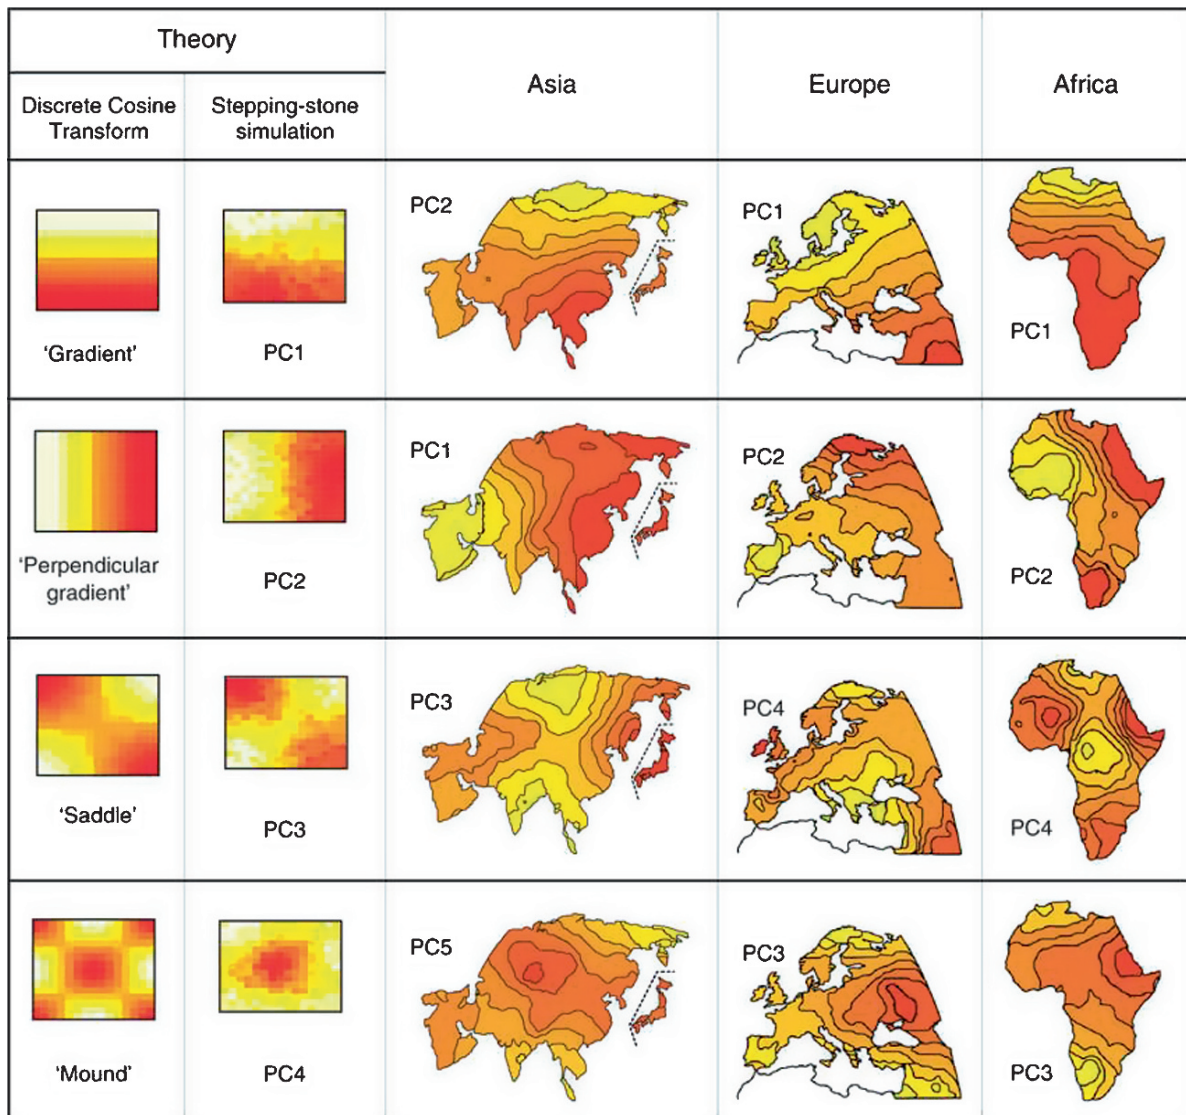 Theory
Discrete Cosine
Transform
Stepping-stone
simulation
Asia
Europe
Africa
'Gradient'
PC1
PC2
PC1
PC1
'Perpendicular
gradient'
PC2
PC1
PC2
PC2
'Saddle'
PC3
PC3
PC4
PC4
'Mound'
PC4
PC5
PC3
PC3